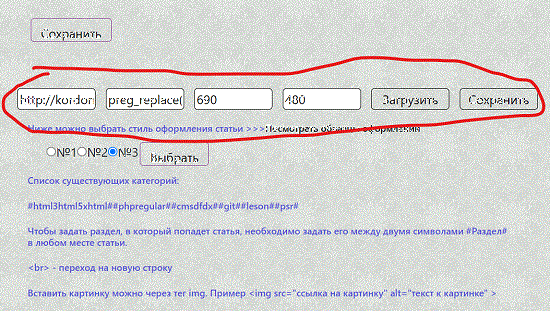 Сохранить
http://kordon preg_replace( 690 480 Загрузить Сохранить
Ниже можно выбрать стиль оформления статьи >>>Посмотреть образцы оформления
№1 №2 №3 Выбрать
Список существующих категорий:
#html3html5xhtml##phpregular##cmsdfdx##git##leson##psr#
Чтобы задать раздел, в который попадет статья, необходимо задать его между двумя символами #Раздел#
в любом месте статьи.
<br> - переход на новую строку
Вставить картинку можно через тег img. Пример <img src="ссылка на картинку" alt="текст к картинке" >